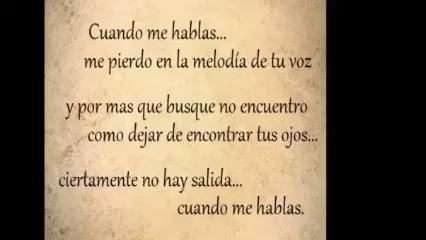 Cuando me hablas...
me pierdo en la melodía de tu voz
y por mas que busque no encuentro
como dejar de encontrar tus ojos...
ciertamente no hay salida...
cuando me hablas.